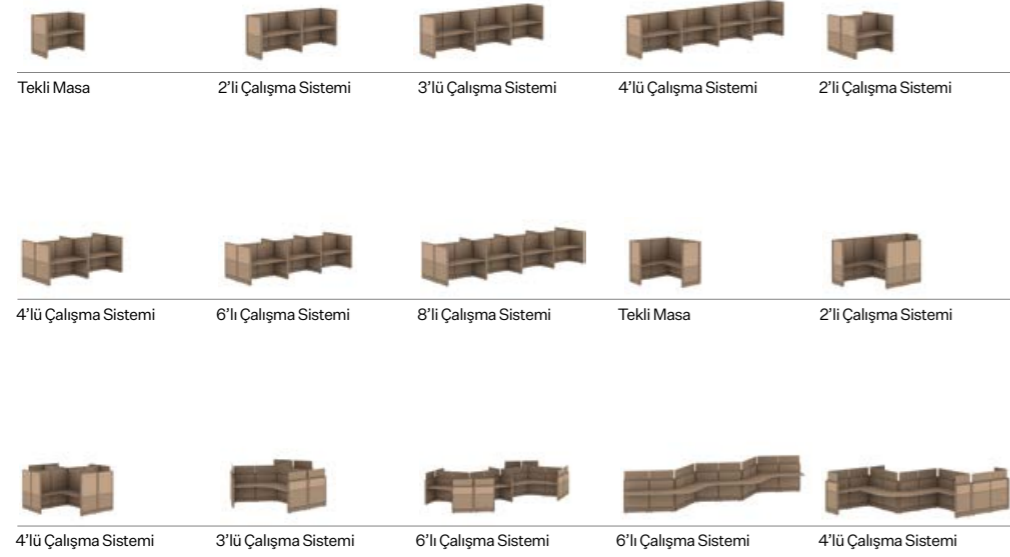 Tekli Masa
2’li Çalışma Sistemi
3’lü Çalışma Sistemi
4’lü Çalışma Sistemi
2’li Çalışma Sistemi
4’lü Çalışma Sistemi
6’lı Çalışma Sistemi
8’li Çalışma Sistemi
Tekli Masa
2’li Çalışma Sistemi
4’lü Çalışma Sistemi
3’lü Çalışma Sistemi
6’lı Çalışma Sistemi
6’lı Çalışma Sistemi
4’lü Çalışma Sistemi